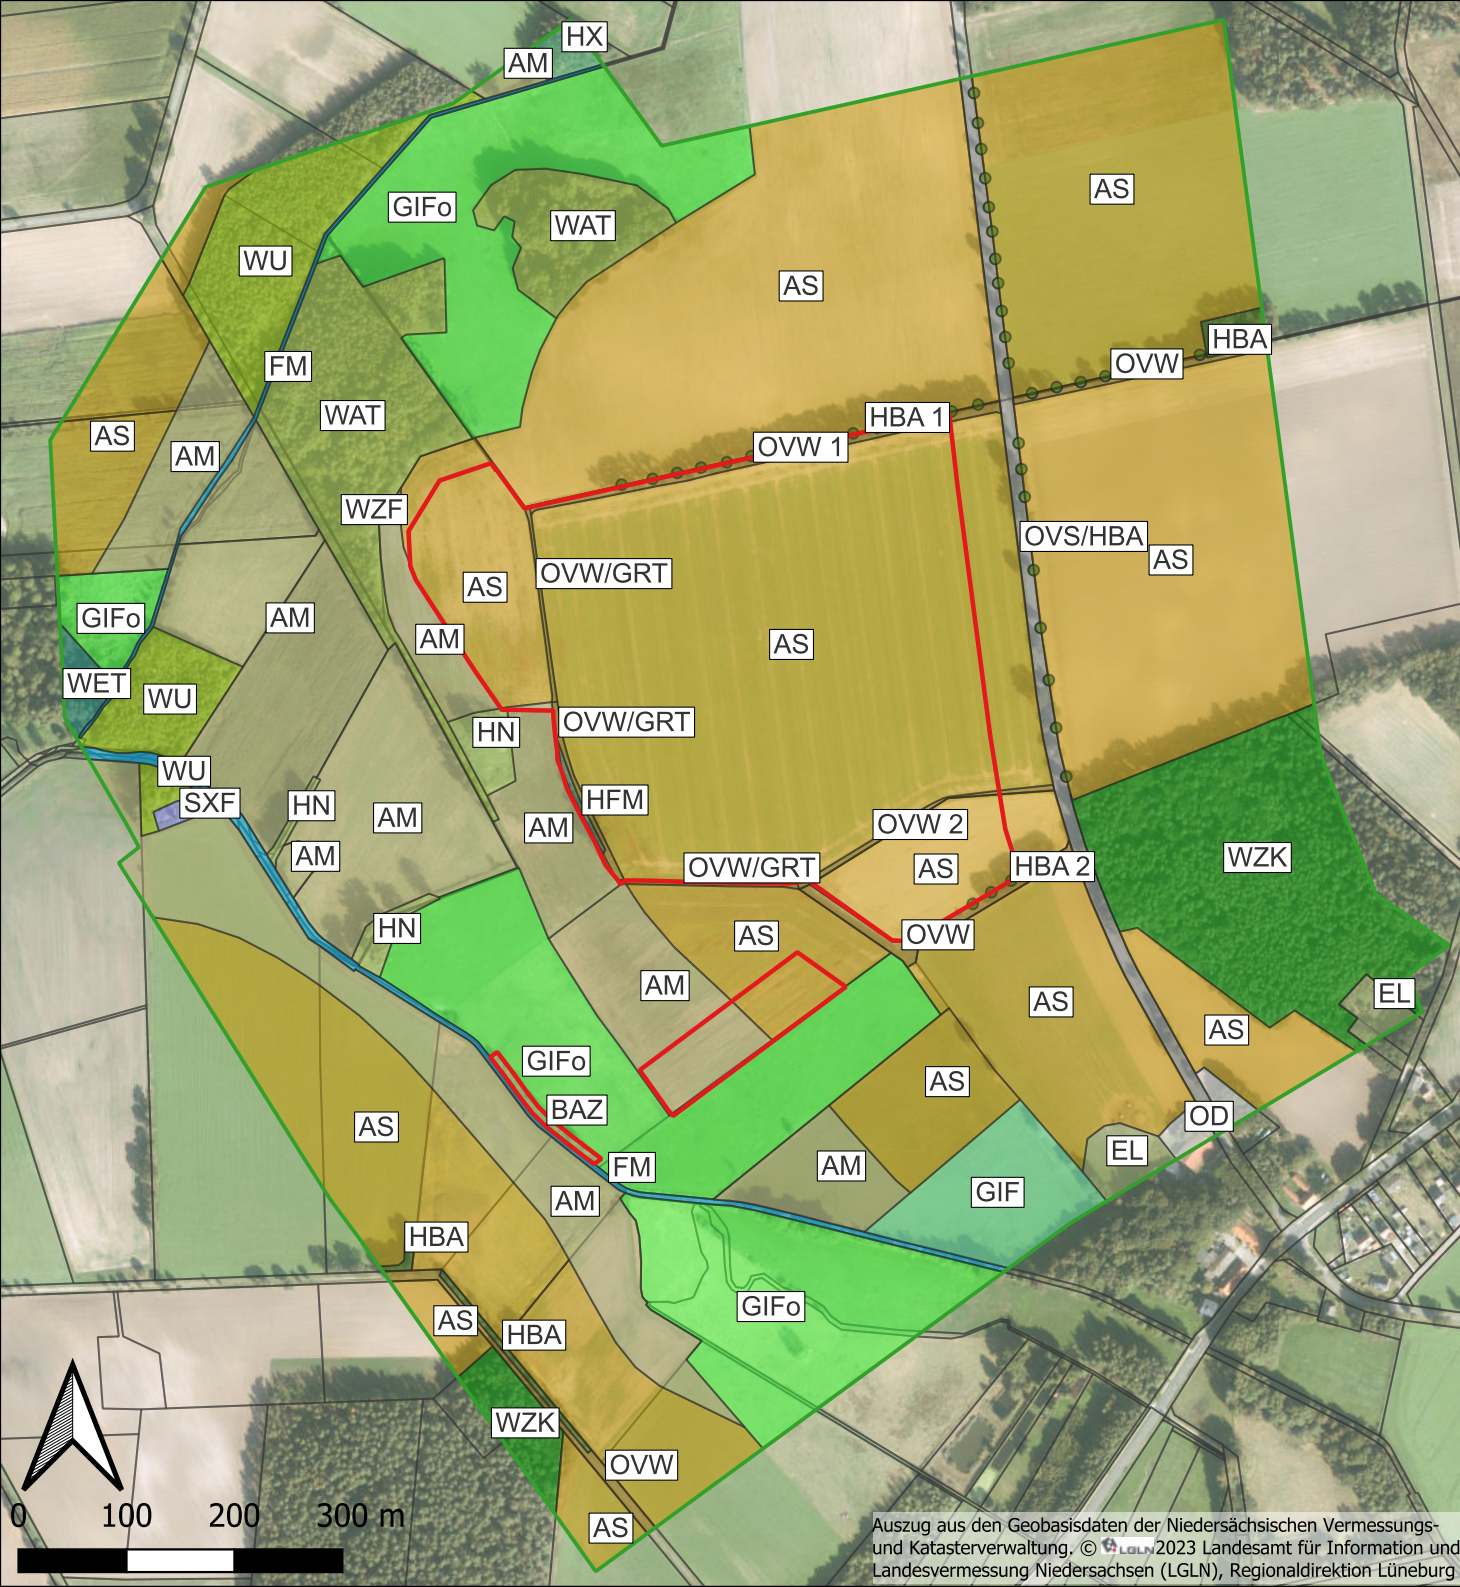 HX
AM
AS
GIFo
WAT
WU
AS
HBA
OVW
FM
WAT
HBA 1
AS
OVW 1
AM
WZF
OVS/HBA
AS
OVW/GRT
AS
GIFo
AM
AM
AS
WET
WU
OVW/GRT
HN
WU
SXF
HN
AM
HFM
AM
OVW 2
AM
WZK
OVW/GRT
AS
HBA 2
HN
AS
OVW
AM
EL
AS
AS
GIFo
AS
BAZ
OD
AS
EL
FM
AM
GIF
AM
HBA
GIFo
AS
HBA
WZK
OVW
AS
0 100 200 300 m
Auszug aus den Geobasisdaten der Niedersächsischen Vermessungs-
und Katasterverwaltung. © LGLN 2023 Landesamt für Information und
Landesvermessung Niedersachsen (LGLN), Regionaldirektion Lüneburg